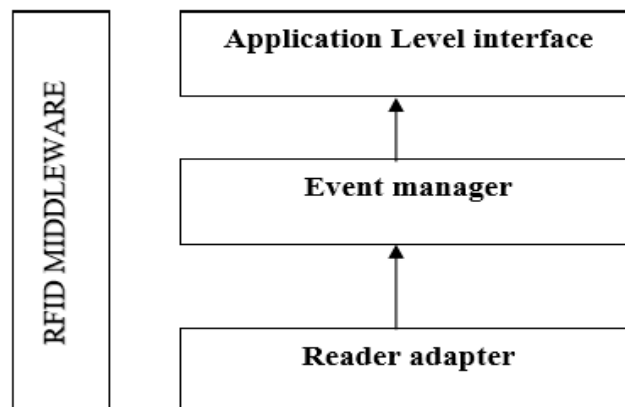 RFID MIDDLEWARE
Application Level interface
Event manager
Reader adapter